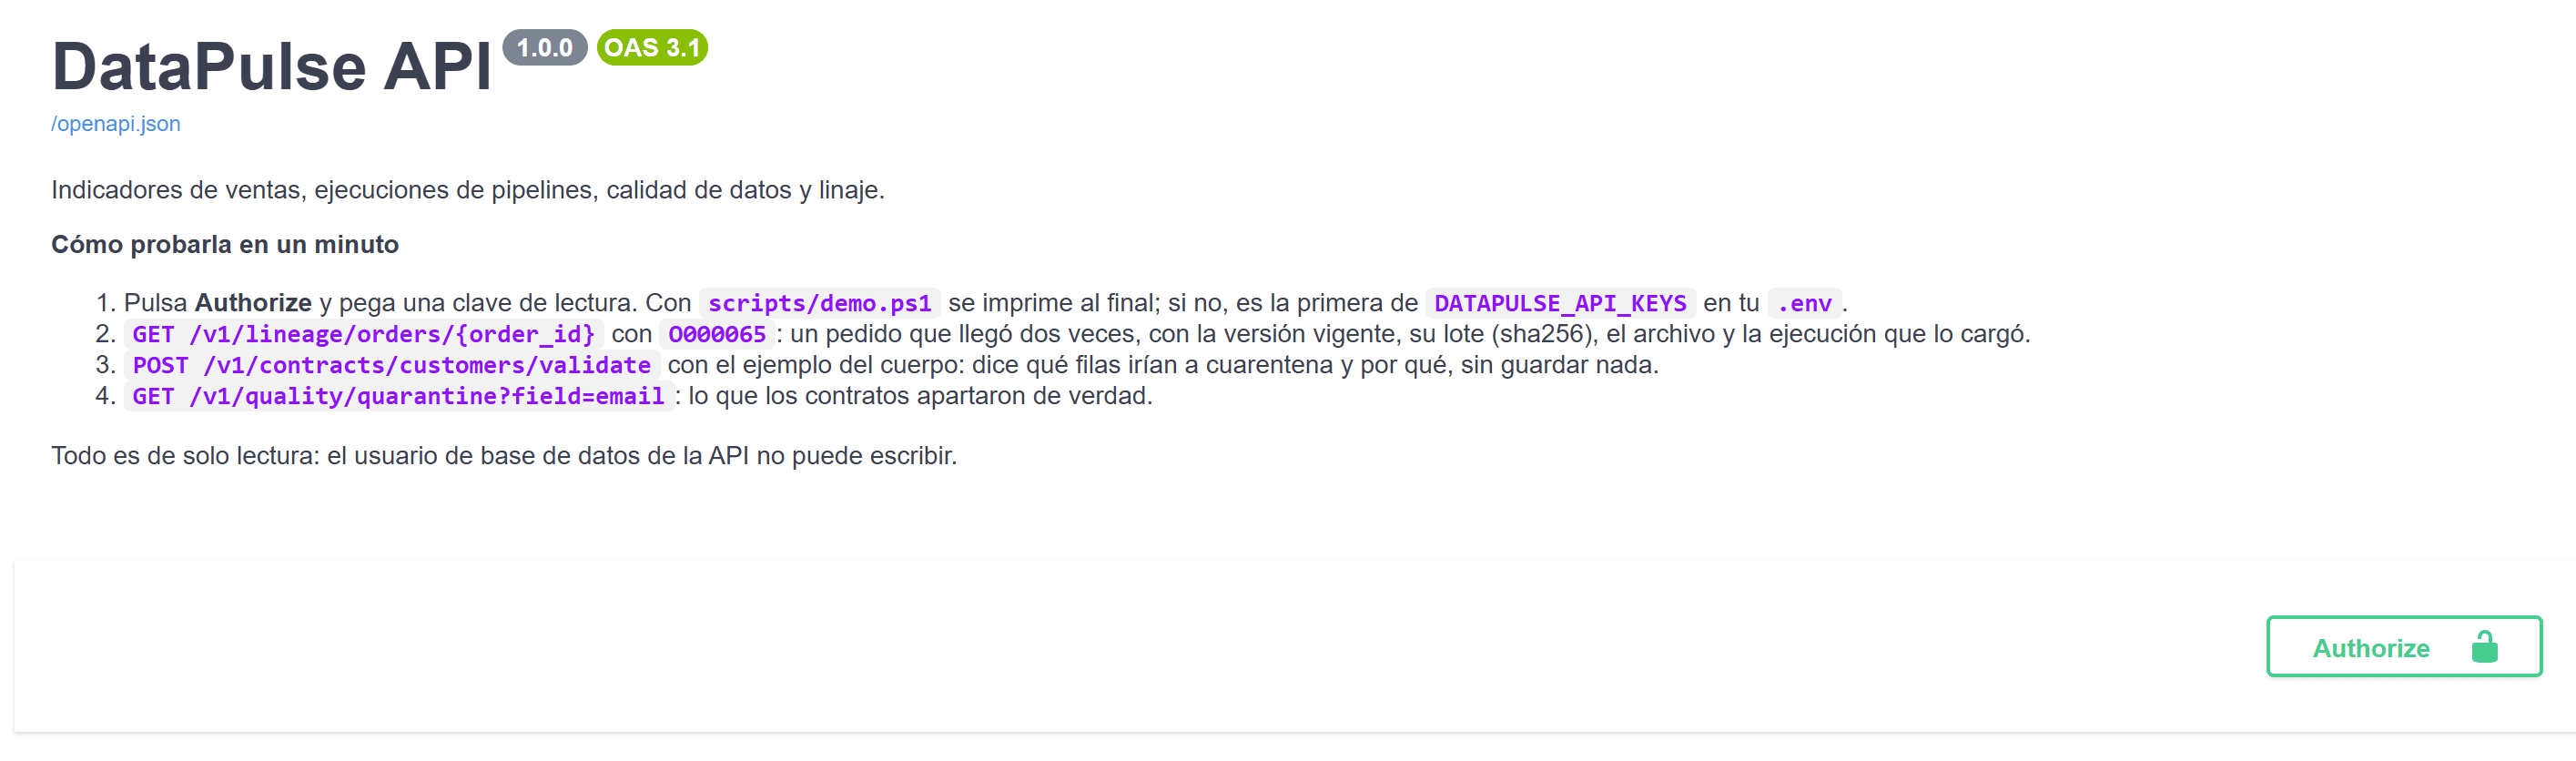 DataPulse API 1.0.0 OAS 3.1
/openapi.json
Indicadores de ventas, ejecuciones de pipelines, calidad de datos y linaje.
Cómo probarla en un minuto
1. Pulsa Authorize y pega una clave de lectura. Con scripts/demo.ps1 se imprime al final; si no, es la primera de DATAPULSE_API_KEYS en tu .env.
2. GET /v1/lineage/orders/{order_id} con O000065: un pedido que llegó dos veces, con la versión vigente, su lote (sha256), el archivo y la ejecución que lo cargó.
3. POST /v1/contracts/customers/validate con el ejemplo del cuerpo: dice qué filas irían a cuarentena y por qué, sin guardar nada.
4. GET /v1/quality/quarantine?field=email: lo que los contratos apartaron de verdad.
Todo es de solo lectura: el usuario de base de datos de la API no puede escribir.
Authorize